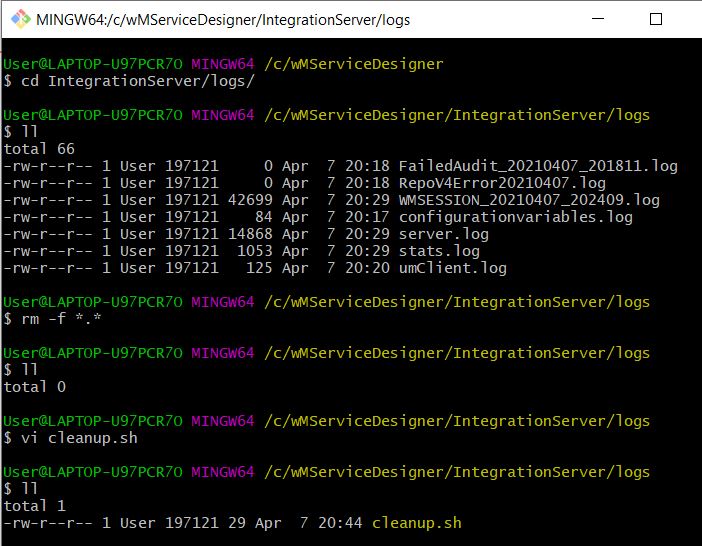 MINGW64:/c/wMServiceDesigner/IntegrationServer/logs
User@LAPTOP-U97PCR7O MINGW64 /c/wMServiceDesigner
$ cd IntegrationServer/logs/
User@LAPTOP-U97PCR7O MINGW64 /c/wMServiceDesigner/IntegrationServer/logs
$ ll
total 66
-rw-r--r-- 1 User 197121     0 Apr  7 20:18 FailedAudit_20210407_201811.log
-rw-r--r-- 1 User 197121     0 Apr  7 20:18 RepoV4Error20210407.log
-rw-r--r-- 1 User 197121 42699 Apr  7 20:29 WMSESSION_20210407_202409.log
-rw-r--r-- 1 User 197121    84 Apr  7 20:17 configurationvariables.log
-rw-r--r-- 1 User 197121 14868 Apr  7 20:29 server.log
-rw-r--r-- 1 User 197121  1053 Apr  7 20:29 stats.log
-rw-r--r-- 1 User 197121   125 Apr  7 20:20 umClient.log
User@LAPTOP-U97PCR7O MINGW64 /c/wMServiceDesigner/IntegrationServer/logs
$ rm -f *.*
User@LAPTOP-U97PCR7O MINGW64 /c/wMServiceDesigner/IntegrationServer/logs
$ ll
total 0
User@LAPTOP-U97PCR7O MINGW64 /c/wMServiceDesigner/IntegrationServer/logs
$ vi cleanup.sh
User@LAPTOP-U97PCR7O MINGW64 /c/wMServiceDesigner/IntegrationServer/logs
$ ll
total 1
-rw-r--r-- 1 User 197121 29 Apr  7 20:44 cleanup.sh